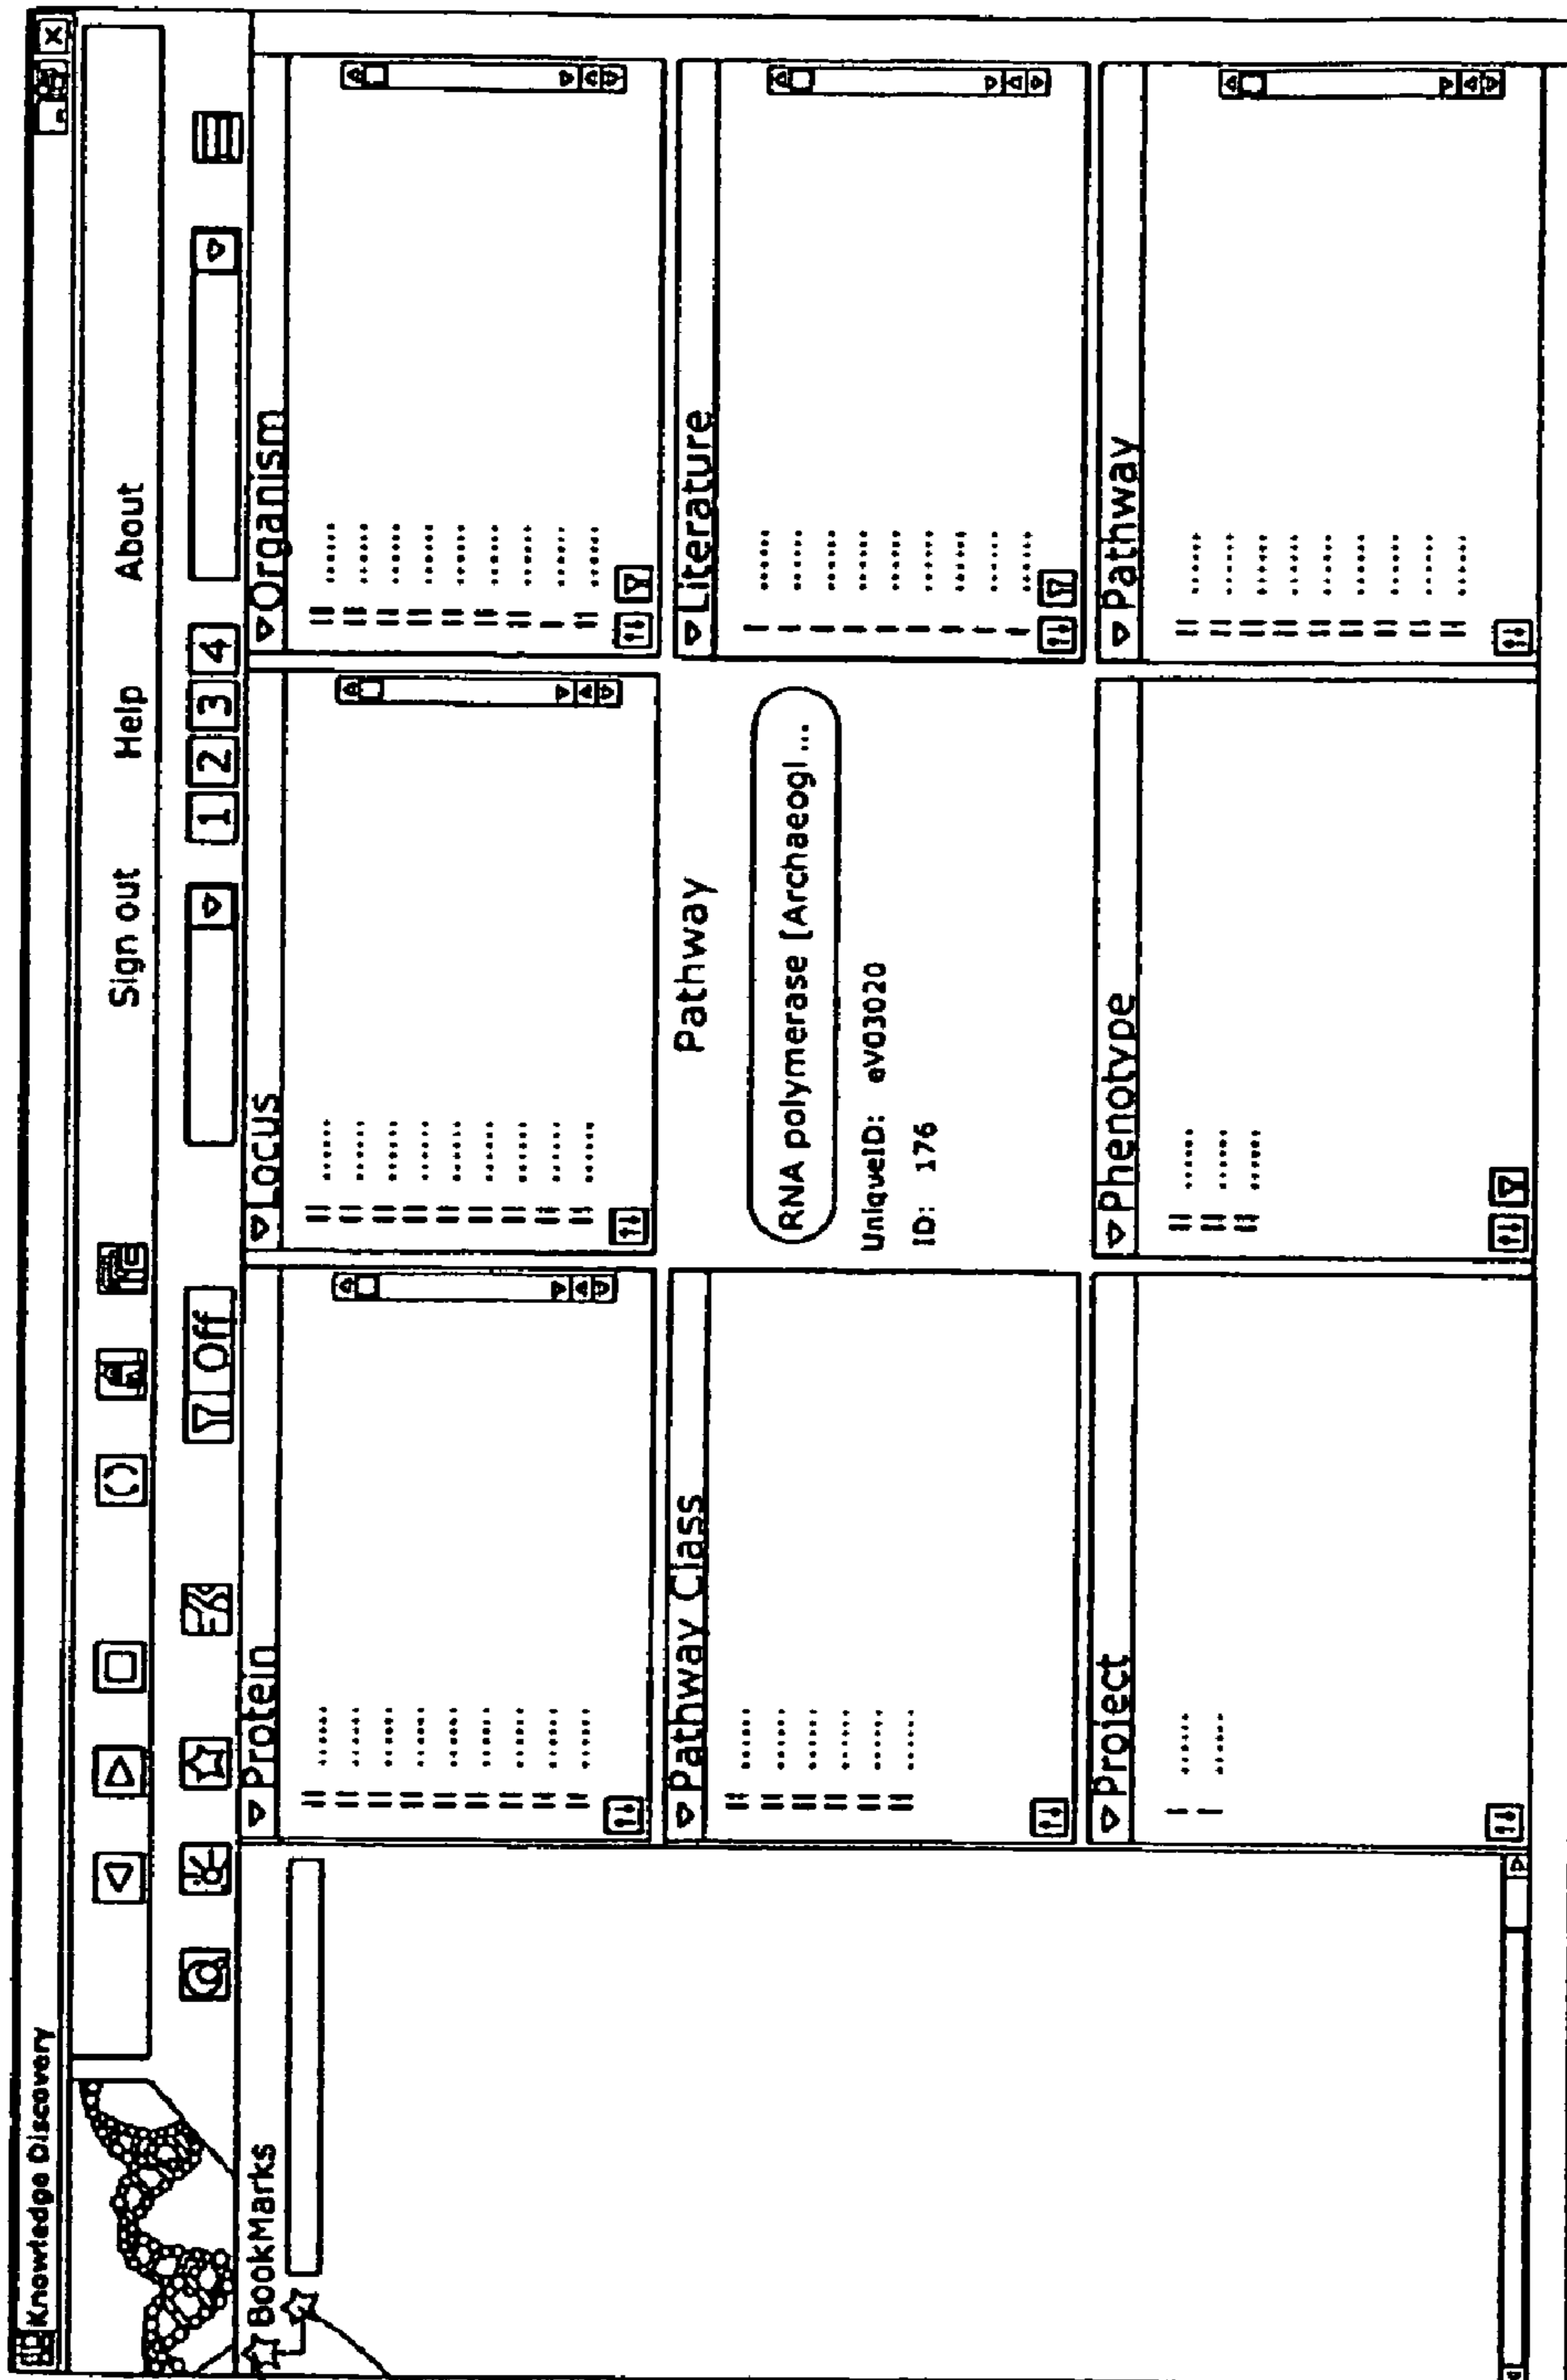 Knowledge Discovery
Sign out Help About
Off 1 2 3 4
BookMarks
Protein Locus Organism
Pathway Class
Pathway
RNA polymerase [Archaeogl ...
UniqueID: aV03020
ID: 176
Literature
Project Phenotype Pathway